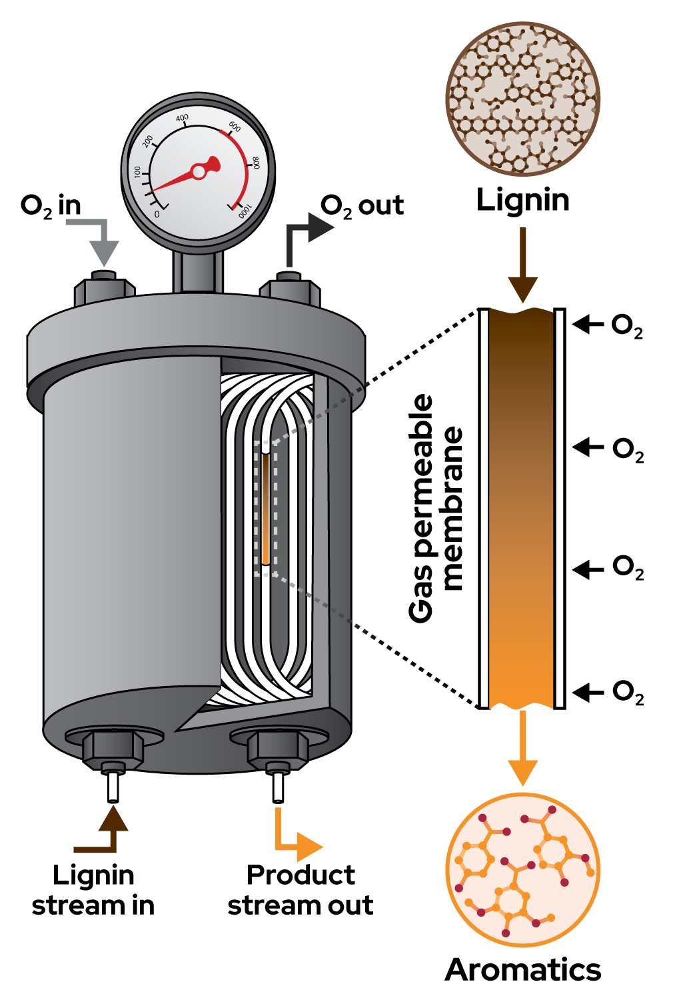 O₂ in
O₂ out
0
100
200
400
600
800
1000
Lignin
O₂
O₂
O₂
O₂
Gas permeable
membrane
Lignin
stream in
Product
stream out
Aromatics